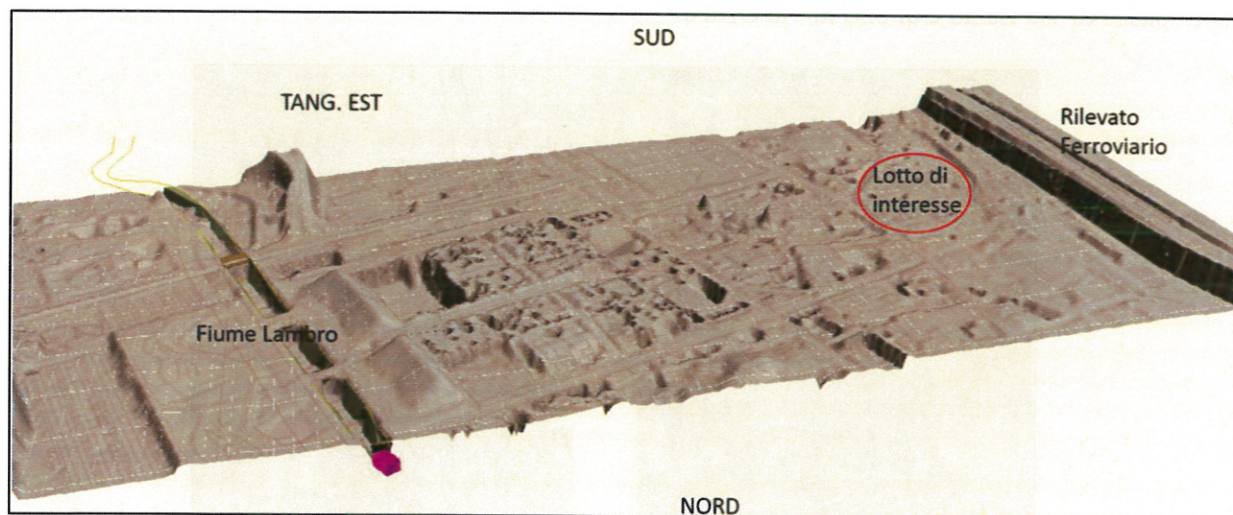 SUD
TANG. EST
Rilevato
Ferroviario
Lotto di
interesse
Fiume Lambro
NORD